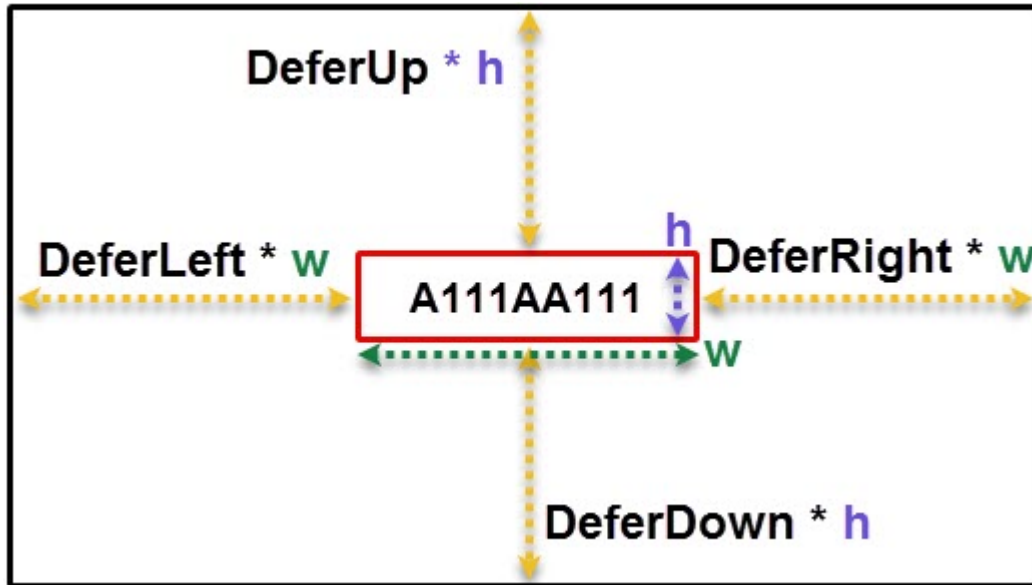 DeferUp * h
h
DeferLeft * w
DeferRight * w
A111AA111
w
DeferDown * h